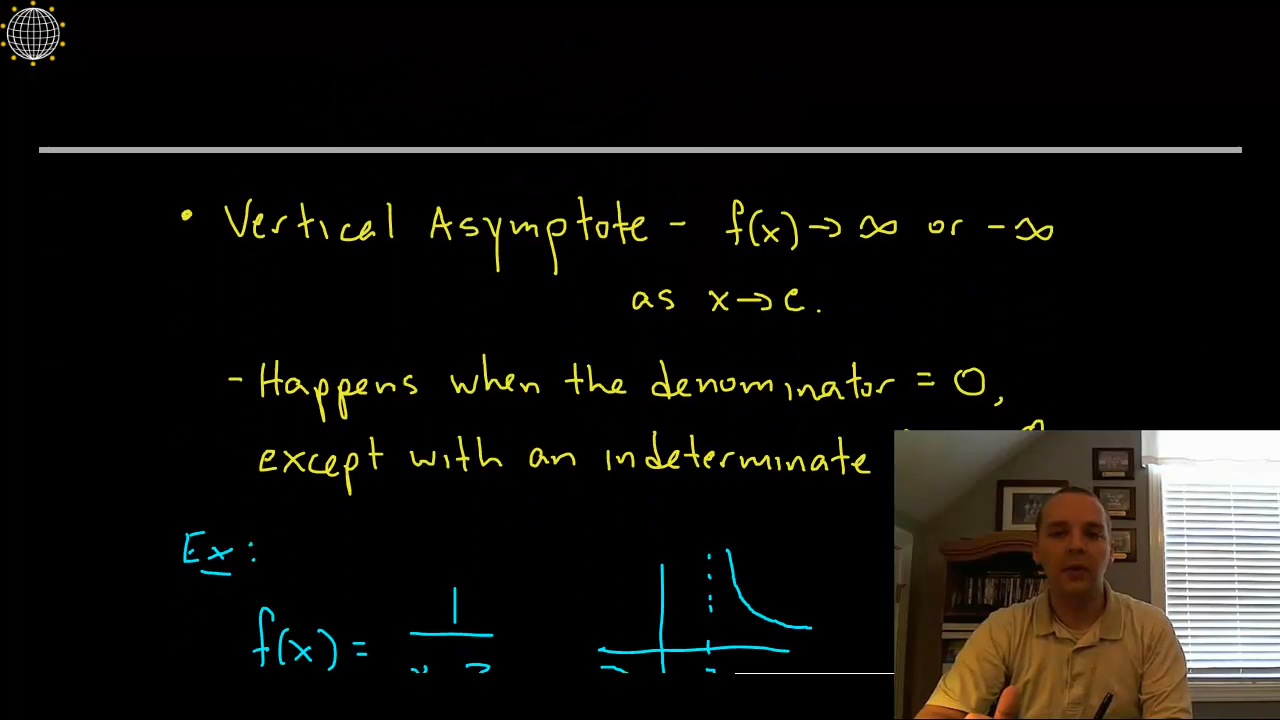 • Vertical Asymptote - f(x) → ∞ or -∞
as x → c.
- Happens when the denominator = 0,
except with an indeterminate
Ex:
f(x) = 1